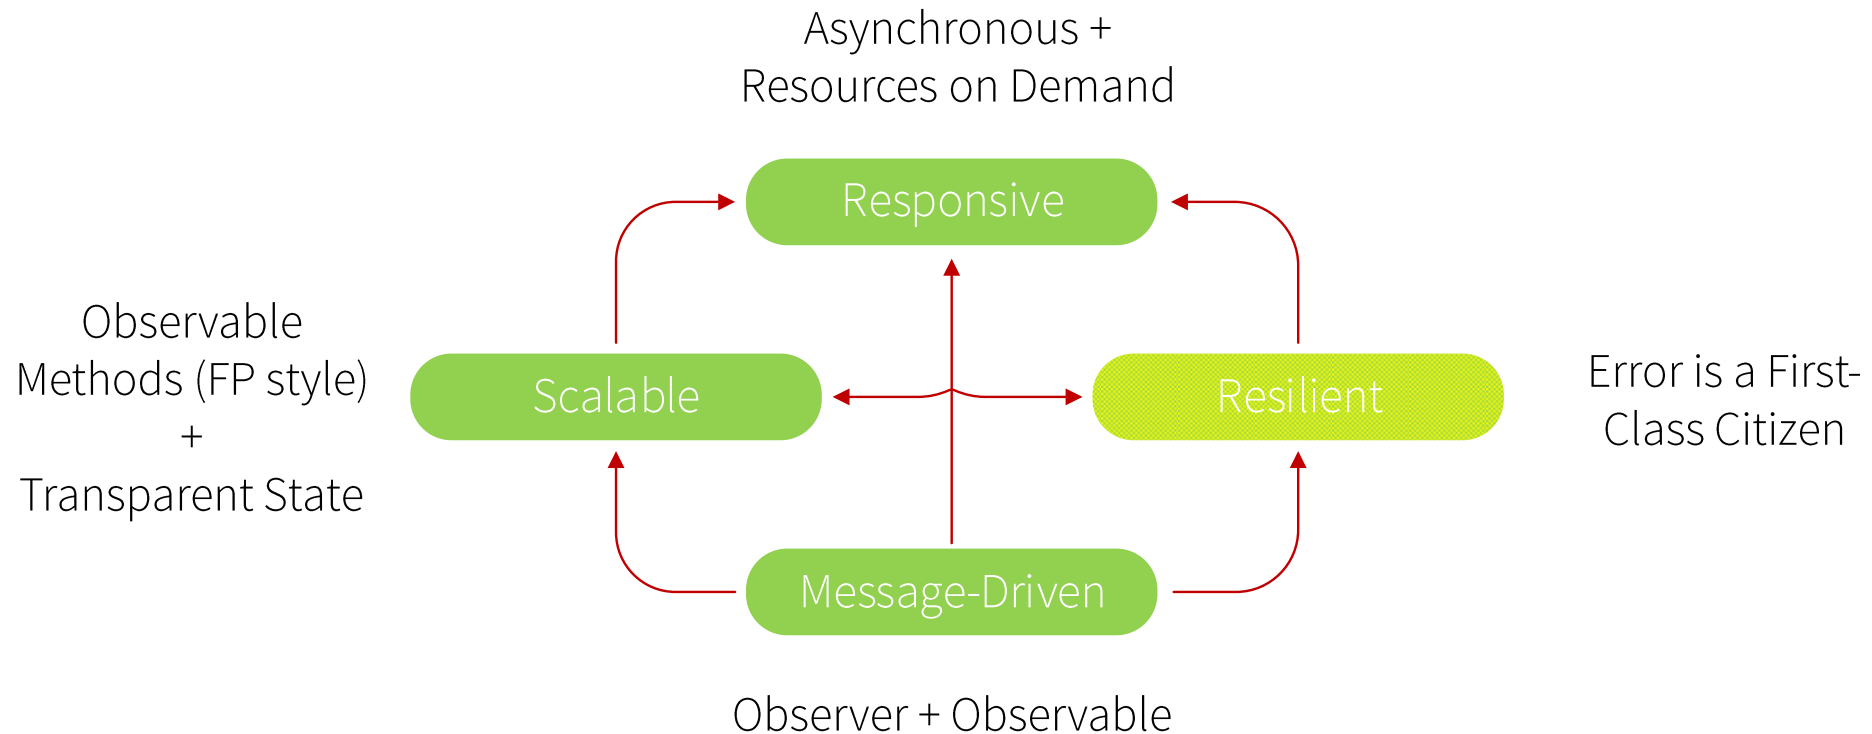 Asynchronous +
Resources on Demand
Responsive
Observable
Methods (FP style)
+
Transparent State
Scalable
Resilient
Error is a First-
Class Citizen
Message-Driven
Observer + Observable